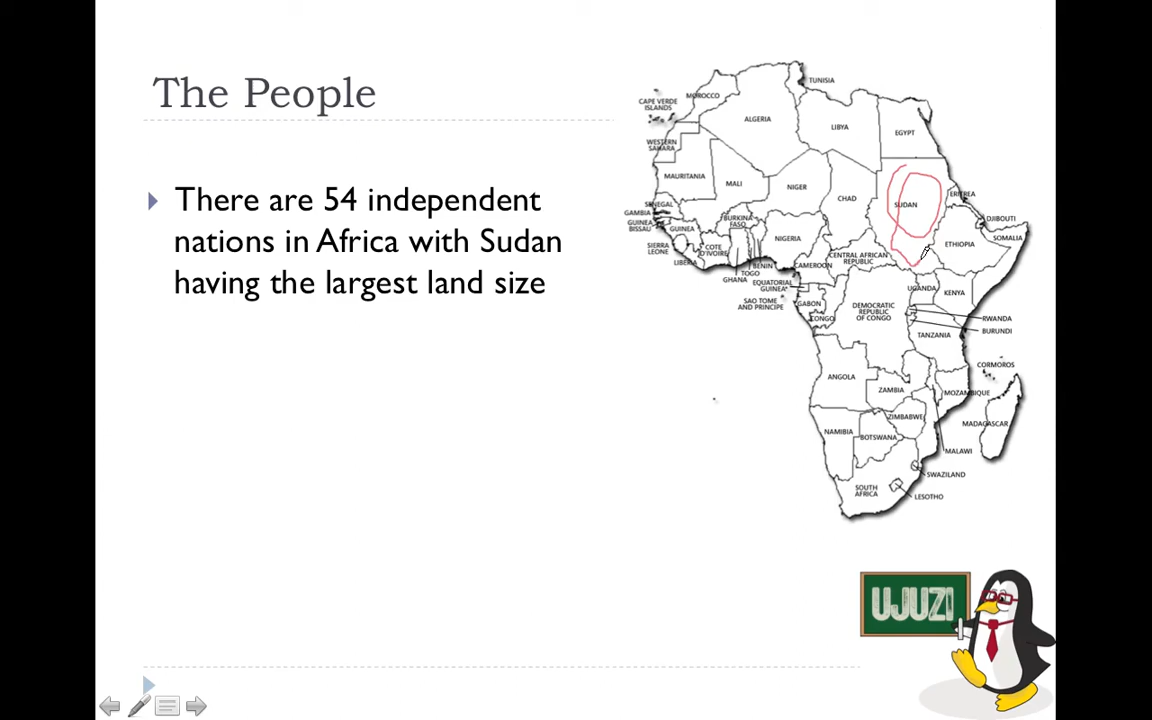 The People
There are 54 independent
nations in Africa with Sudan
having the largest land size
TUNISIA
MOROCCO
CAPE VERDE
ISLANDS
ALGERIA
LIBYA
EGYPT
WESTERN
SAHARA
MAURITANIA
MALI
NIGER
CHAD
SUDAN
ERITREA
SENEGAL
GAMBIA
GUINEA
BISSAU
GUINEA
BURKINA
FASO
DJIBOUTI
SOMALIA
SIERRA
LEONE
COTE
D'IVOIRE
NIGERIA
ETHIOPIA
LIBERIA
BENIN
TOGO
GHANA
CAMEROON
CENTRAL AFRICAN
REPUBLIC
EQUATORIAL
GUINEA
SAO TOME
AND PRINCIPE
GABON
CONGO
DEMOCRATIC
REPUBLIC
OF CONGO
UGANDA
KENYA
RWANDA
BURUNDI
TANZANIA
CORMOROS
ANGOLA
ZAMBIA
MOZAMBIQUE
ZIMBABWE
MADAGASCAR
NAMIBIA
BOTSWANA
MALAWI
SWAZILAND
SOUTH
AFRICA
LESOTHO
UJUZI